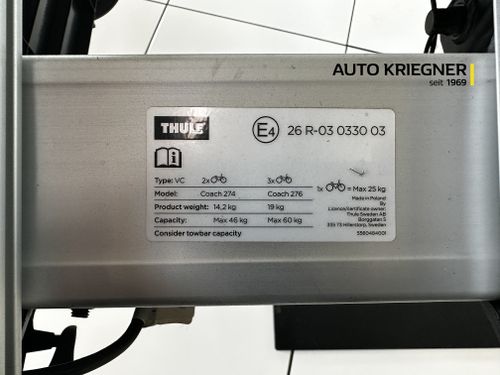 AUTO KRIEGNER
seit 1969
THULE
E4 26 R-03 0330 03
Type: VC 2x 3x
Model: Coach 274 Coach 276
Product weight: 14,2 kg 19 kg
Capacity: Max 46 kg Max 60 kg
Consider towbar capacity
1x = Max 25 kg
Made in Poland
By
Licence/certificate owner:
Thule Sweden AB
Borggatan 5
335 73 Hillerstorp, Sweden
5560484001